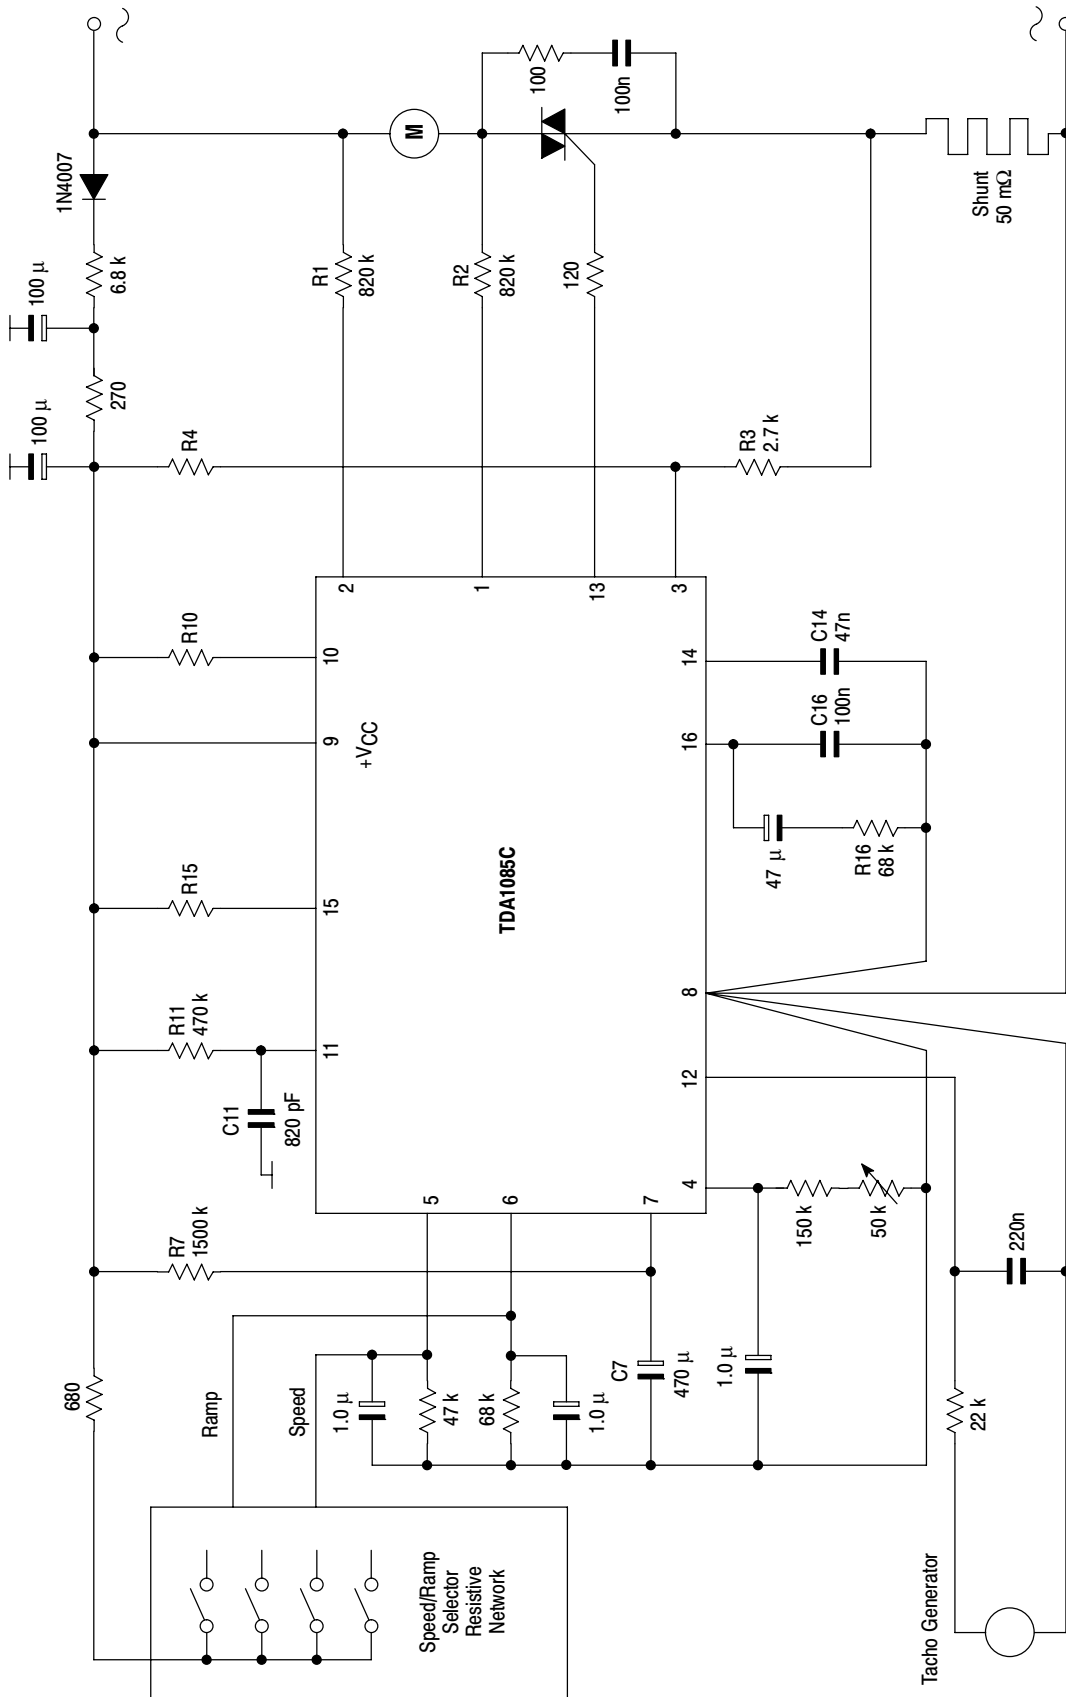 1N4007
6.8 k
100 µ
270
100 µ
R4
R1
820 k
M
R2
820 k
120
100
100n
R3
2.7 k
Shunt
50 mΩ
R10
R15
R11
470 k
C11
820 pF
R7
1500 k
680
2
1
13
3
10
9
+VCC
15
11
TDA1085C
5
6
7
14
16
8
12
4
C14
47n
C16
100n
47 µ
R16
68 k
Ramp
Speed
1.0 µ
47 k
68 k
1.0 µ
C7
470 µ
1.0 µ
150 k
50 k
220n
22 k
Speed/Ramp
Selector
Resistive
Network
Tacho Generator